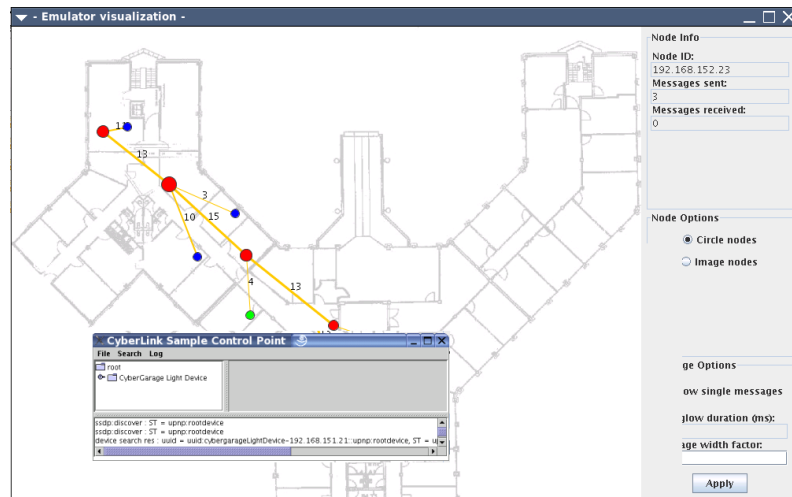 - Emulator visualization -
Node Info
Node ID:
192.168.152.23
Messages sent:
3
Messages received:
0
11
13
3
10
15
4
13
Node Options
Circle nodes
Image nodes
CyberLink Sample Control Point
File Search Log
root
CyberGarage Light Device
ssdp:discover : ST = upnp:rootdevice
ssdp:discover : ST = upnp:rootdevice
device search res : uuid = uuid:cybergarageLightDevice-192.168.151.21::upnp:rootdevice, ST = u
ge Options
ow single messages
glow duration (ms):
age width factor:
Apply